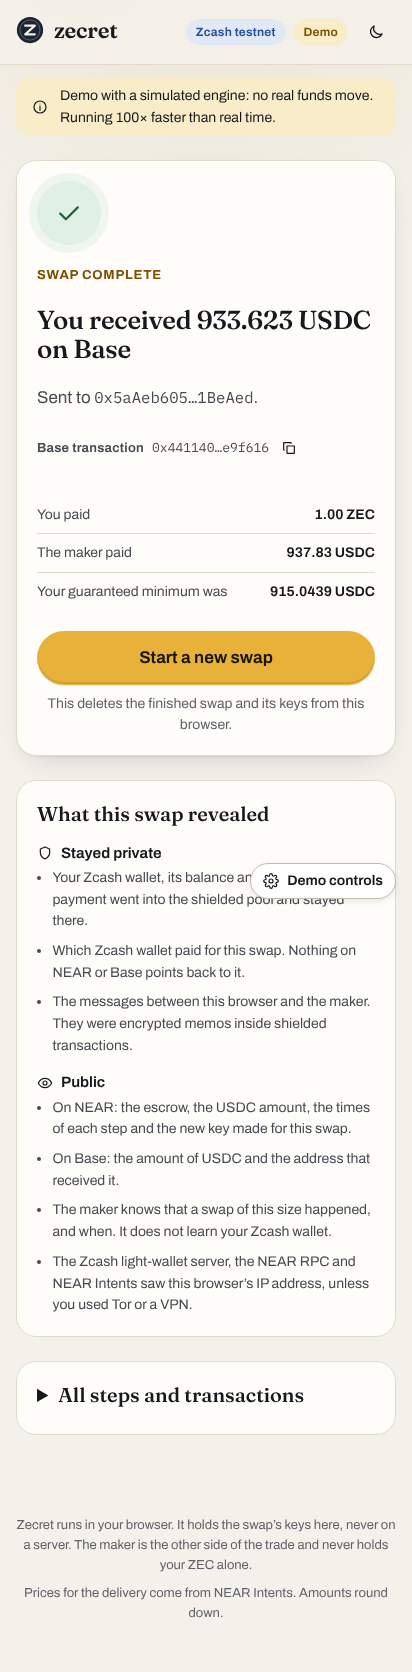 zecret
Zcash testnet
Demo
Demo with a simulated engine: no real funds move.
Running 100× faster than real time.
SWAP COMPLETE
You received 933.623 USDC
on Base
Sent to 0x5aAeb605…1BeAed.
Base transaction 0x441140…e9f616
You paid 1.00 ZEC
The maker paid 937.83 USDC
Your guaranteed minimum was 915.0439 USDC
Start a new swap
This deletes the finished swap and its keys from this
browser.
What this swap revealed
Stayed private
Demo controls
• Your Zcash wallet, its balance
payment went into the shielded pool and stayed
there.
• Which Zcash wallet paid for this swap. Nothing on
NEAR or Base points back to it.
• The messages between this browser and the maker.
They were encrypted memos inside shielded
transactions.
Public
• On NEAR: the escrow, the USDC amount, the times
of each step and the new key made for this swap.
• On Base: the amount of USDC and the address that
received it.
• The maker knows that a swap of this size happened,
and when. It does not learn your Zcash wallet.
• The Zcash light-wallet server, the NEAR RPC and
NEAR Intents saw this browser’s IP address, unless
you used Tor or a VPN.
All steps and transactions
Zecret runs in your browser. It holds the swap’s keys here, never on
a server. The maker is the other side of the trade and never holds
your ZEC alone.
Prices for the delivery come from NEAR Intents. Amounts round
down.